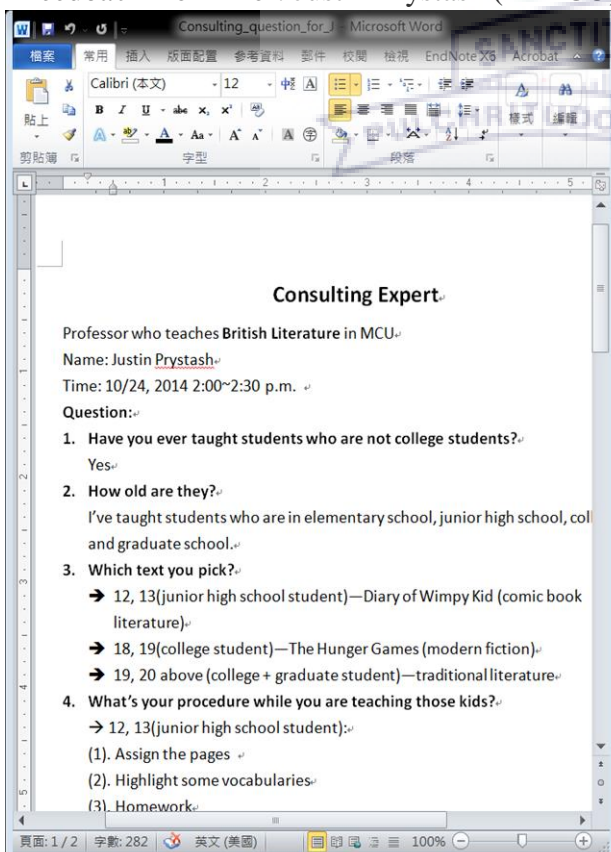 Consulting_question_for_J - Microsoft Word
檔案 常用 插入 版面配置 參考資料 郵件 校閱 檢視 EndNote X6 Acrobat
Calibri (本文) 12
貼上 樣式 編輯
剪貼簿 字型 段落
Consulting Expert
Professor who teaches British Literature in MCU
Name: Justin Prystash
Time: 10/24, 2014 2:00~2:30 p.m.
Question:
1. Have you ever taught students who are not college students?
Yes
2. How old are they?
I've taught students who are in elementary school, junior high school, col
and graduate school.
3. Which text you pick?
➔ 12, 13(junior high school student)—Diary of Wimpy Kid (comic book
literature)
➔ 18, 19(college student)—The Hunger Games (modern fiction)
➔ 19, 20 above (college + graduate student)—traditional literature
4. What's your procedure while you are teaching those kids?
→ 12, 13(junior high school student):
(1). Assign the pages
(2). Highlight some vocabularies
(3). Homework
頁面: 1 / 2 字數: 282 英文 (美國) 100%